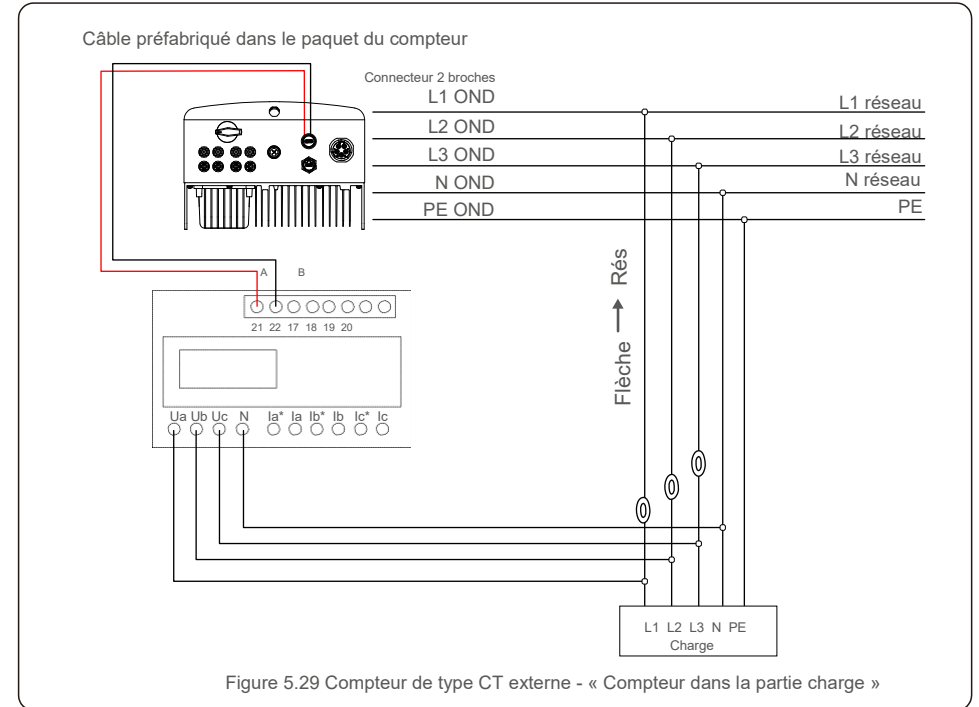 Câble préfabriqué dans le paquet du compteur
Connecteur 2 broches
L1 OND
L1 réseau
L2 OND
L2 réseau
L3 OND
L3 réseau
N OND
N réseau
PE OND
PE
Flèche → Rés
A B
21 22 17 18 19 20
Ua Ub Uc N Ia* Ia Ib* Ib Ic* Ic
L1 L2 L3 N PE
Charge
Figure 5.29 Compteur de type CT externe - « Compteur dans la partie charge »